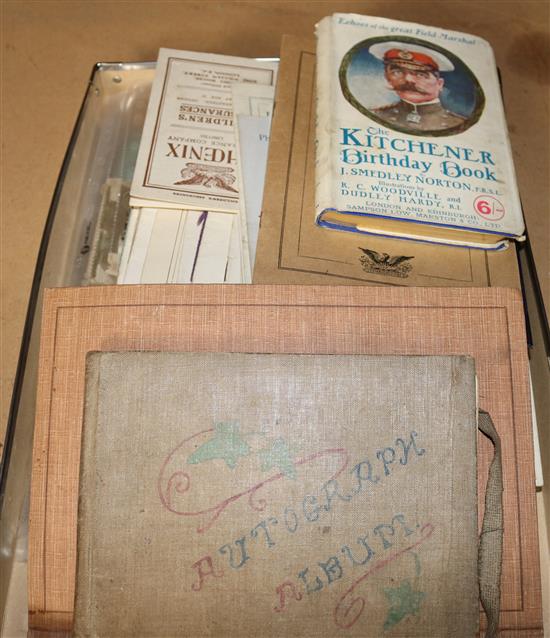 Echoes of the great Field Marshal
The
KITCHENER
Birthday Book
J. SMEDLEY NORTON, F.R.S.L.
Illustrations by
R. C. WOODVILLE and
DUDLEY HARDY, R.I.
6/-
LONDON AND EDINBURGH
SAMPSON LOW, MARSTON & CO., LTD
AUTOGRAPH
ALBUM.